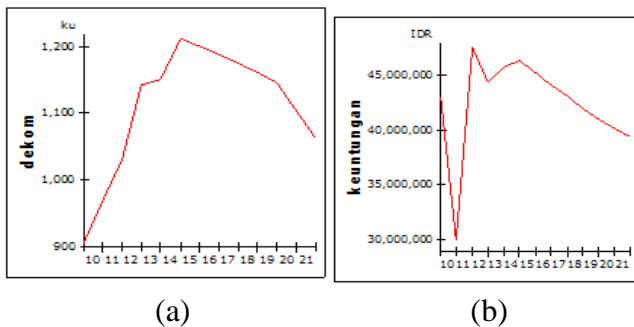 ku
1,200
1,100
1,000
900
dekom
10 11 12 13 14 15 16 17 18 19 20 21
(a)
IDR
45,000,000
40,000,000
35,000,000
30,000,000
keuntungan
10 11 12 13 14 15 16 17 18 19 20 21
(b)